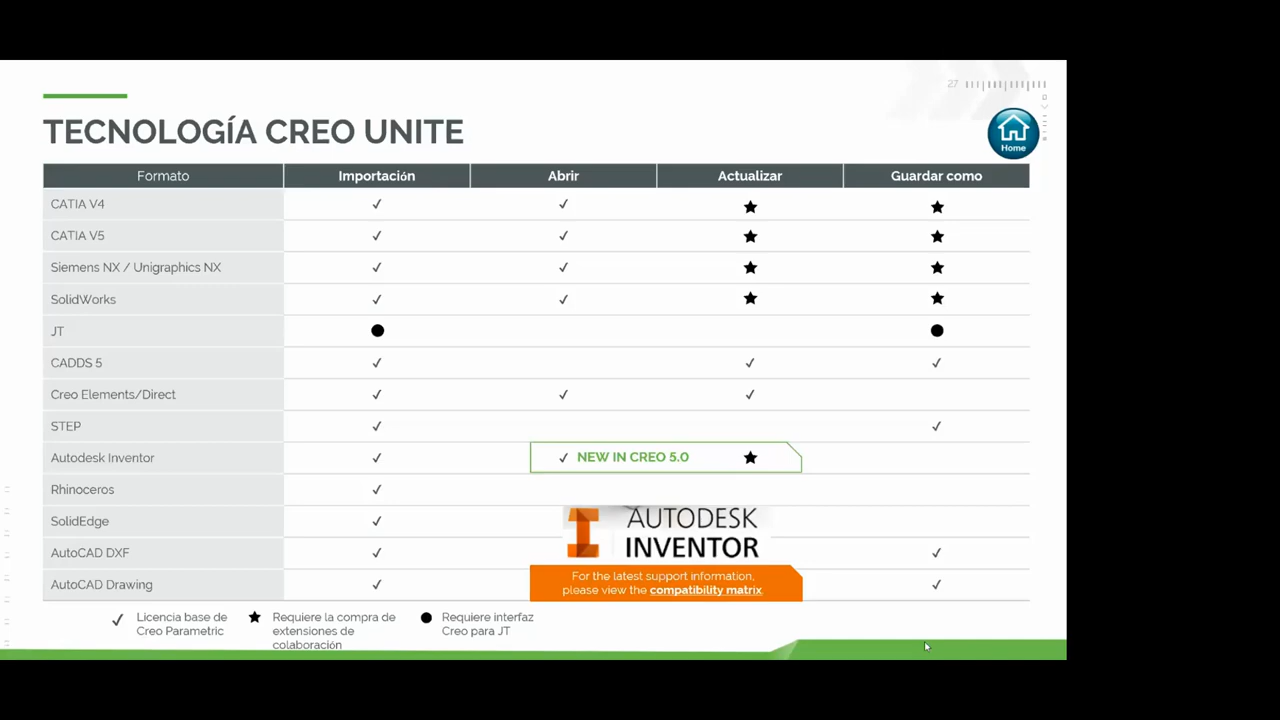 27
TECNOLOGÍA CREO UNITE
Home
Formato Importación Abrir Actualizar Guardar como
CATIA V4 ✓ ✓ ★ ★
CATIA V5 ✓ ✓ ★ ★
Siemens NX / Unigraphics NX ✓ ✓ ★ ★
SolidWorks ✓ ✓ ★ ★
JT ● ●
CADDS 5 ✓ ✓ ✓
Creo Elements/Direct ✓ ✓ ✓
STEP ✓ ✓
Autodesk Inventor ✓ ✓ NEW IN CREO 5.0 ★
Rhinoceros ✓
SolidEdge ✓
AUTODESK
INVENTOR
AutoCAD DXF ✓ ✓
AutoCAD Drawing ✓ ✓
For the latest support information,
please view the compatibility matrix.
✓ Licencia base de
Creo Parametric
★ Requiere la compra de
extensiones de
colaboración
● Requiere interfaz
Creo para JT